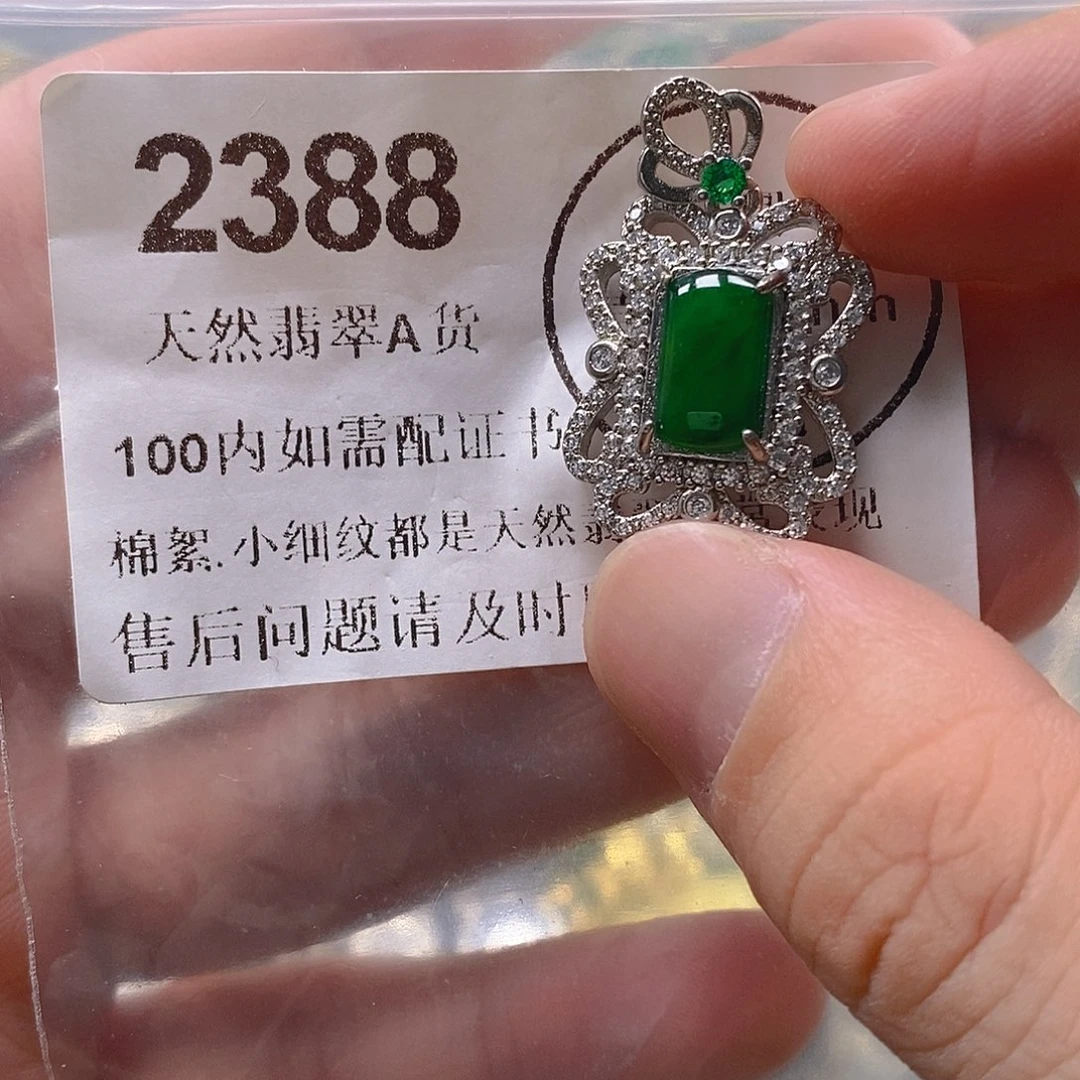 2388
天然翡翠A货
100内如需配证书
棉絮.小细纹都是天然 现
售后问题请及时